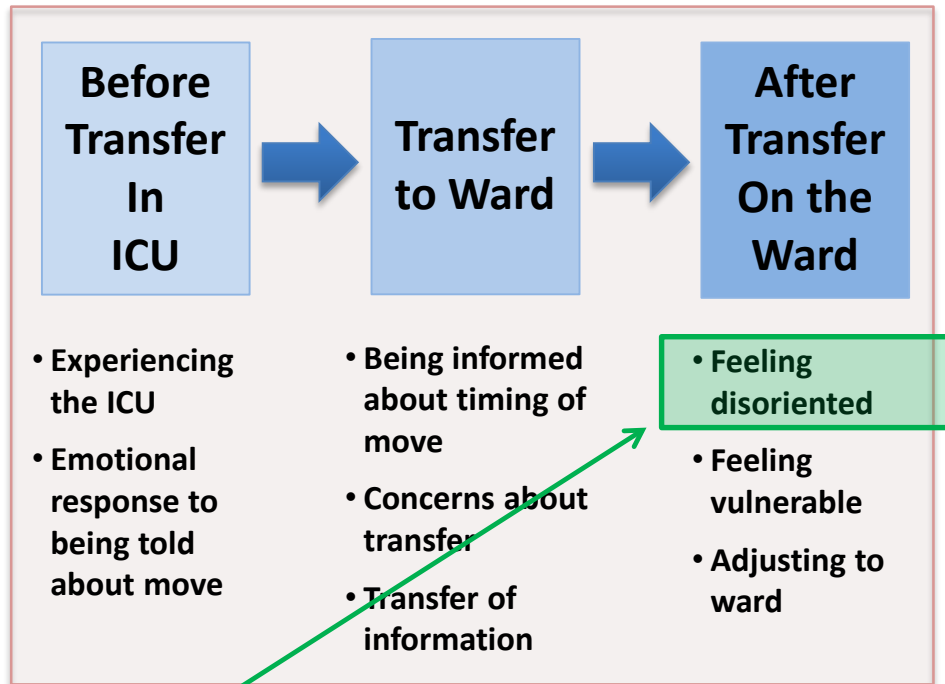 Before
Transfer
In
ICU
Transfer
to Ward
After
Transfer
On the
Ward
• Experiencing
the ICU
• Emotional
response to
being told
about move
• Being informed
about timing of
move
• Concerns about
transfer
• Transfer of
information
• Feeling
disoriented
• Feeling
vulnerable
• Adjusting to
ward